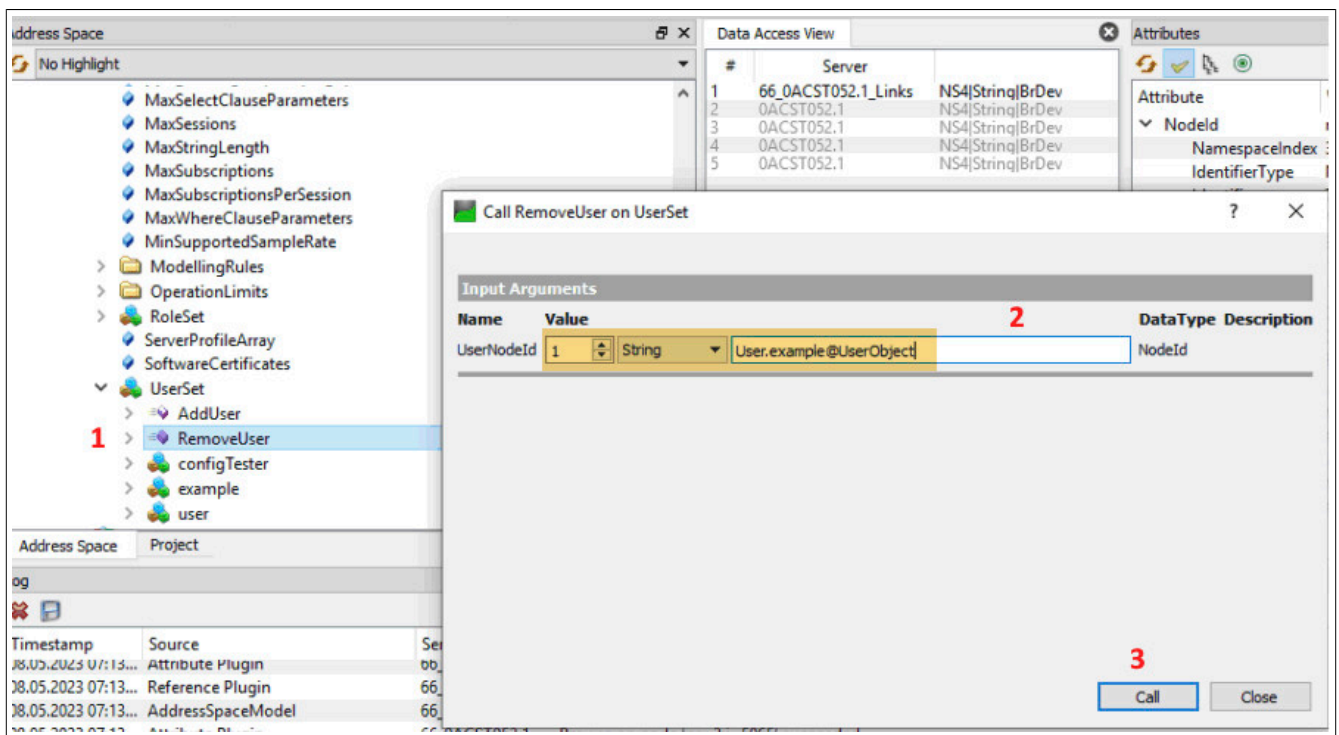 Address Space
No Highlight
MaxSelectClauseParameters
MaxSessions
MaxStringLength
MaxSubscriptions
MaxSubscriptionsPerSession
MaxWhereClauseParameters
MinSupportedSampleRate
ModellingRules
OperationLimits
RoleSet
ServerProfileArray
SoftwareCertificates
UserSet
AddUser
1 RemoveUser
configTester
example
user
Address Space Project
og
Timestamp Source Ser
08.05.2023 07:13... Attribute Plugin 66_
08.05.2023 07:13... Reference Plugin 66_
08.05.2023 07:13... AddressSpaceModel 66_
Data Access View
# Server
1 66_0ACST052.1_Links NS4|String|BrDev
2 0ACST052.1 NS4|String|BrDev
3 0ACST052.1 NS4|String|BrDev
4 0ACST052.1 NS4|String|BrDev
5 0ACST052.1 NS4|String|BrDev
Attributes
Attribute
NodeId
NamespaceIndex
IdentifierType
Call RemoveUser on UserSet ? ×
Input Arguments
2
Name Value DataType Description
UserNodeId 1 String User.example@UserObject NodeId
3
Call Close